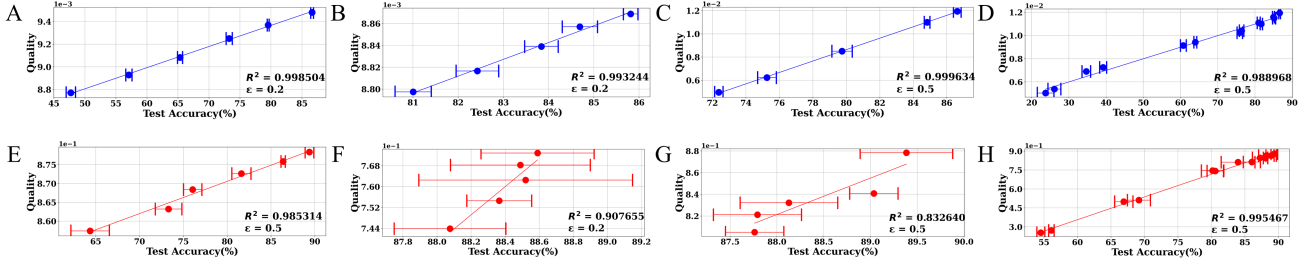 A
1e−3
Quality
9.4
9.2
9.0
8.8
R² = 0.998504
ε = 0.2
45 50 55 60 65 70 75 80 85
Test Accuracy(%)
B
1e−3
Quality
8.86
8.84
8.82
8.80
R² = 0.993244
ε = 0.2
81 82 83 84 85 86
Test Accuracy(%)
C
1e−2
Quality
1.2
1.0
0.8
0.6
R² = 0.999634
ε = 0.5
72 74 76 78 80 82 84 86
Test Accuracy(%)
D
1e−2
Quality
1.2
1.0
0.8
0.6
R² = 0.988968
ε = 0.5
20 30 40 50 60 70 80 90
Test Accuracy(%)
E
1e−1
Quality
8.75
8.70
8.65
8.60
R² = 0.985314
ε = 0.5
65 70 75 80 85 90
Test Accuracy(%)
F
1e−1
Quality
7.68
7.60
7.52
7.44
R² = 0.907655
ε = 0.2
87.8 88.0 88.2 88.4 88.6 88.8 89.0 89.2
Test Accuracy(%)
G
1e−1
Quality
8.8
8.6
8.4
8.2
R² = 0.832640
ε = 0.5
87.5 88.0 88.5 89.0 89.5 90.0
Test Accuracy(%)
H
1e−1
Quality
9.0
7.5
6.0
4.5
3.0
R² = 0.995467
ε = 0.5
55 60 65 70 75 80 85 90
Test Accuracy(%)